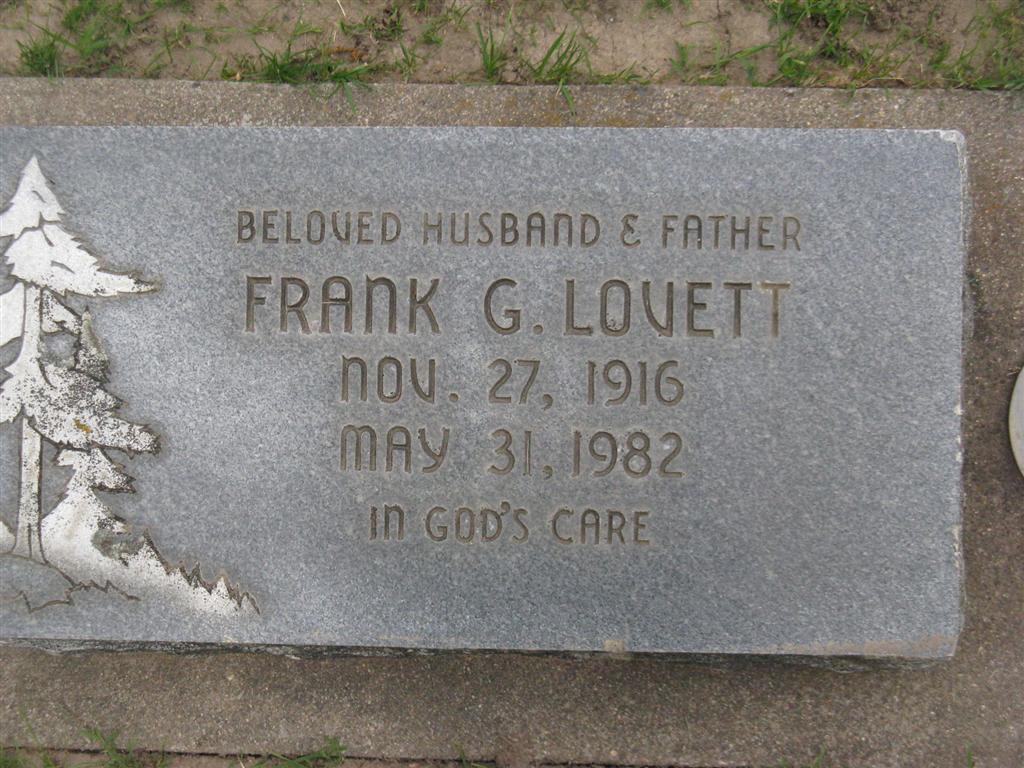 BELOVED HUSBAND & FATHER
FRANK G. LOVETT
NOV. 27, 1916
MAY 31, 1982
IN GOD'S CARE